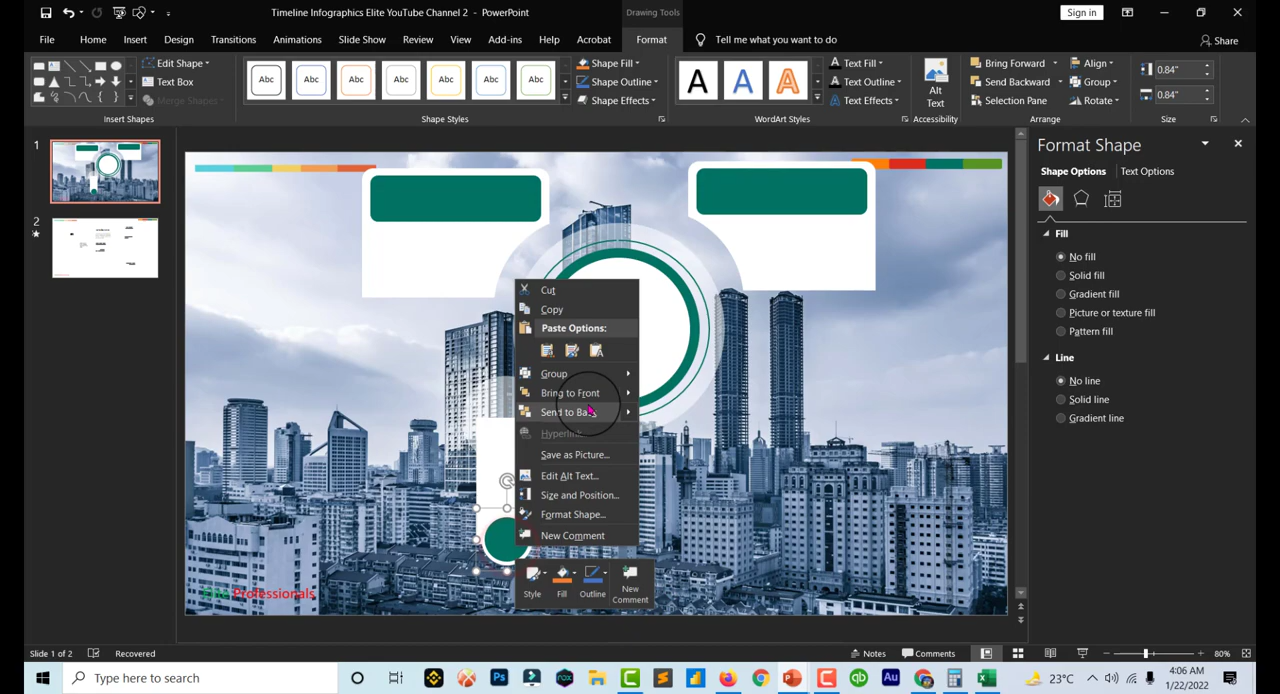 Timeline Infographics Elite YouTube Channel 2 - PowerPoint
Drawing Tools
Sign in
File Home Insert Design Transitions Animations Slide Show Review View Add-ins Help Acrobat Format Tell me what you want to do Share
Edit Shape
Text Box
Merge Shapes
Insert Shapes
Abc Abc Abc Abc Abc Abc Abc
Shape Fill
Shape Outline
Shape Effects
Shape Styles
A A A
Text Fill
Text Outline
Text Effects
WordArt Styles
Alt
Text
Accessibility
Bring Forward
Send Backward
Selection Pane
Align
Group
Rotate
Arrange
0.84"
0.84"
Size
1
2
Cut
Copy
Paste Options:
Group
Bring to Front
Send to Back
Hyperlink
Save as Picture...
Edit Alt Text...
Size and Position...
Format Shape...
New Comment
Style Fill Outline New
Comment
Elite Professionals
Format Shape
Shape Options Text Options
Fill
No fill
Solid fill
Gradient fill
Picture or texture fill
Pattern fill
Line
No line
Solid line
Gradient line
Slide 1 of 2 Recovered Notes Comments 80%
Type here to search
23°C
4:06 AM
1/22/2022